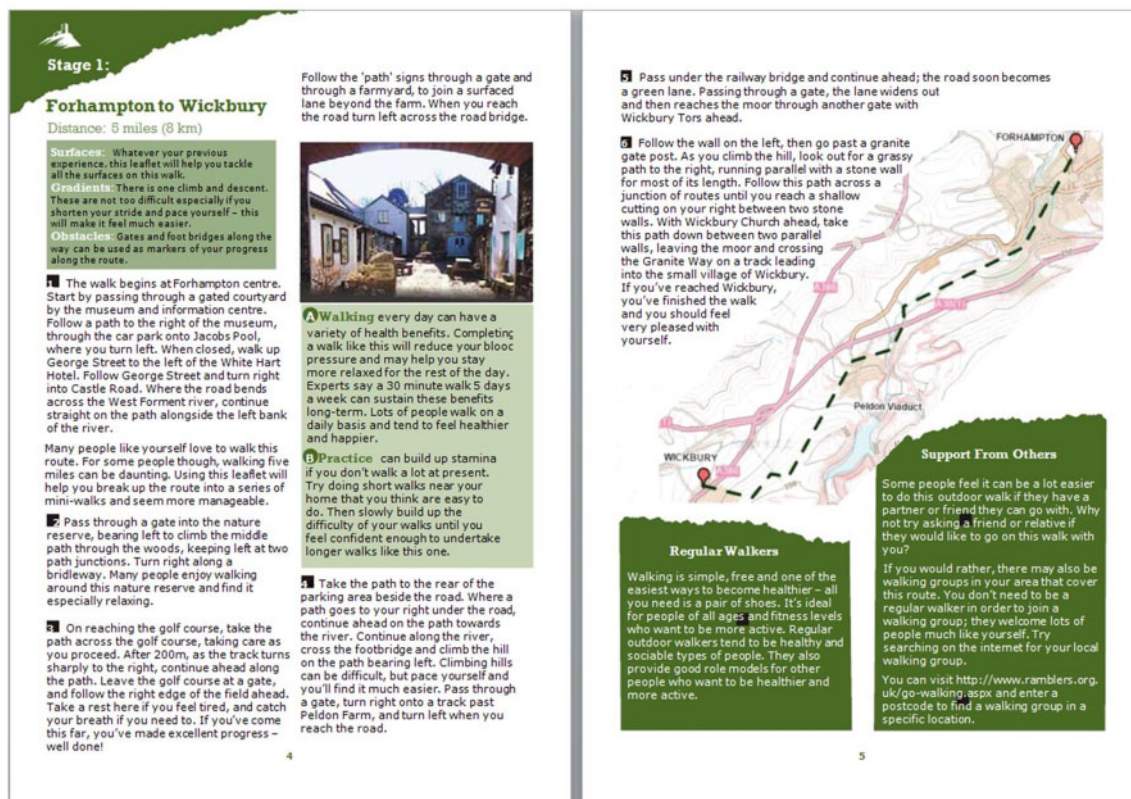 Stage 1:
Forhampton to Wickbury
Distance: 5 miles (8 km)
Surfaces: Whatever your previous
experience, this leaflet will help you tackle
all the surfaces on this walk.
Gradients: There is one climb and descent.
These are not too difficult especially if you
shorten your stride and pace yourself – this
will make it feel much easier.
Obstacles: Gates and foot bridges along the
way can be used as markers of your progress
along the route.
1 The walk begins at Forhampton centre.
Start by passing through a gated courtyard
by the museum and information centre.
Follow a path to the right of the museum,
through the car park onto Jacobs Pool,
where you turn left. When closed, walk up
George Street to the left of the White Hart
Hotel. Follow George Street and turn right
into Castle Road. Where the road bends
across the West Forment river, continue
straight on the path alongside the left bank
of the river.
Many people like yourself love to walk this
route. For some people though, walking five
miles can be daunting. Using this leaflet will
help you break up the route into a series of
mini-walks and seem more manageable.
2 Pass through a gate into the nature
reserve, bearing left to climb the middle
path through the woods, keeping left at two
path junctions. Turn right along a
bridleway. Many people enjoy walking
around this nature reserve and find it
especially relaxing.
3 On reaching the golf course, take the
path across the golf course, taking care as
you proceed. After 200m, as the track turns
sharply to the right, continue ahead along
the path. Leave the golf course at a gate,
and follow the right edge of the field ahead.
Take a rest here if you feel tired, and catch
your breath if you need to. If you've come
this far, you've made excellent progress –
well done!
Follow the 'path' signs through a gate and
through a farmyard, to join a surfaced
lane beyond the farm. When you reach
the road turn left across the road bridge.
A Walking every day can have a
variety of health benefits. Completing
a walk like this will reduce your blood
pressure and may help you stay
more relaxed for the rest of the day.
Experts say a 30 minute walk 5 days
a week can sustain these benefits
long-term. Lots of people walk on a
daily basis and tend to feel healthier
and happier.
B Practice can build up stamina
if you don't walk a lot at present.
Try doing short walks near your
home that you think are easy to
do. Then slowly build up the
difficulty of your walks until you
feel confident enough to undertake
longer walks like this one.
4 Take the path to the rear of the
parking area beside the road. Where a
path goes to your right under the road,
continue ahead on the path towards
the river. Continue along the river,
cross the footbridge and climb the hill
on the path bearing left. Climbing hills
can be difficult, but pace yourself and
you'll find it much easier. Pass through
a gate, turn right onto a track past
Peldon Farm, and turn left when you
reach the road.
4
5 Pass under the railway bridge and continue ahead; the road soon becomes
a green lane. Passing through a gate, the lane widens out
and then reaches the moor through another gate with
Wickbury Tors ahead.
6 Follow the wall on the left, then go past a granite
gate post. As you climb the hill, look out for a grassy
path to the right, running parallel with a stone wall
for most of its length. Follow this path across a
junction of routes until you reach a shallow
cutting on your right between two stone
walls. With Wickbury Church ahead, take
this path down between two parallel
walls, leaving the moor and crossing
the Granite Way on a track leading
into the small village of Wickbury.
If you've reached Wickbury,
you've finished the walk
and you should feel
very pleased with
yourself.
FORHAMPTON
A386
A30(T)
Peldon Viaduct
WICKBURY
A386
Regular Walkers
Walking is simple, free and one of the
easiest ways to become healthier – all
you need is a pair of shoes. It's ideal
for people of all ages and fitness levels
who want to be more active. Regular
outdoor walkers tend to be healthy and
sociable types of people. They also
provide good role models for other
people who want to be healthier and
more active.
Support From Others
Some people feel it can be a lot easier
to do this outdoor walk if they have a
partner or friend they can go with. Why
not try asking a friend or relative if
they would like to go on this walk with
you?
If you would rather, there may also be
walking groups in your area that cover
this route. You don't need to be a
regular walker in order to join a
walking group; they welcome lots of
people much like yourself. Try
searching on the internet for your local
walking group.
You can visit http://www.ramblers.org.
uk/go-walking.aspx and enter a
postcode to find a walking group in a
specific location.
5